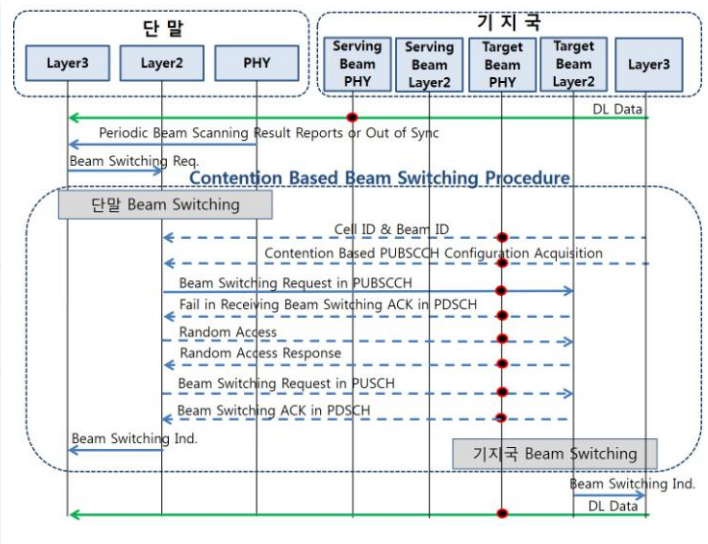 단 말
기 지 국
Layer3
Layer2
PHY
Serving
Beam
PHY
Serving
Beam
Layer2
Target
Beam
PHY
Target
Beam
Layer2
Layer3
DL Data
Periodic Beam Scanning Result Reports or Out of Sync
Beam Switching Req.
Contention Based Beam Switching Procedure
단말 Beam Switching
Cell ID & Beam ID
Contention Based PUBSCCH Configuration Acquisition
Beam Switching Request in PUBSCCH
Fail in Receiving Beam Switching ACK in PDSCH
Random Access
Random Access Response
Beam Switching Request in PUSCH
Beam Switching ACK in PDSCH
Beam Switching Ind.
기지국 Beam Switching
Beam Switching Ind.
DL Data